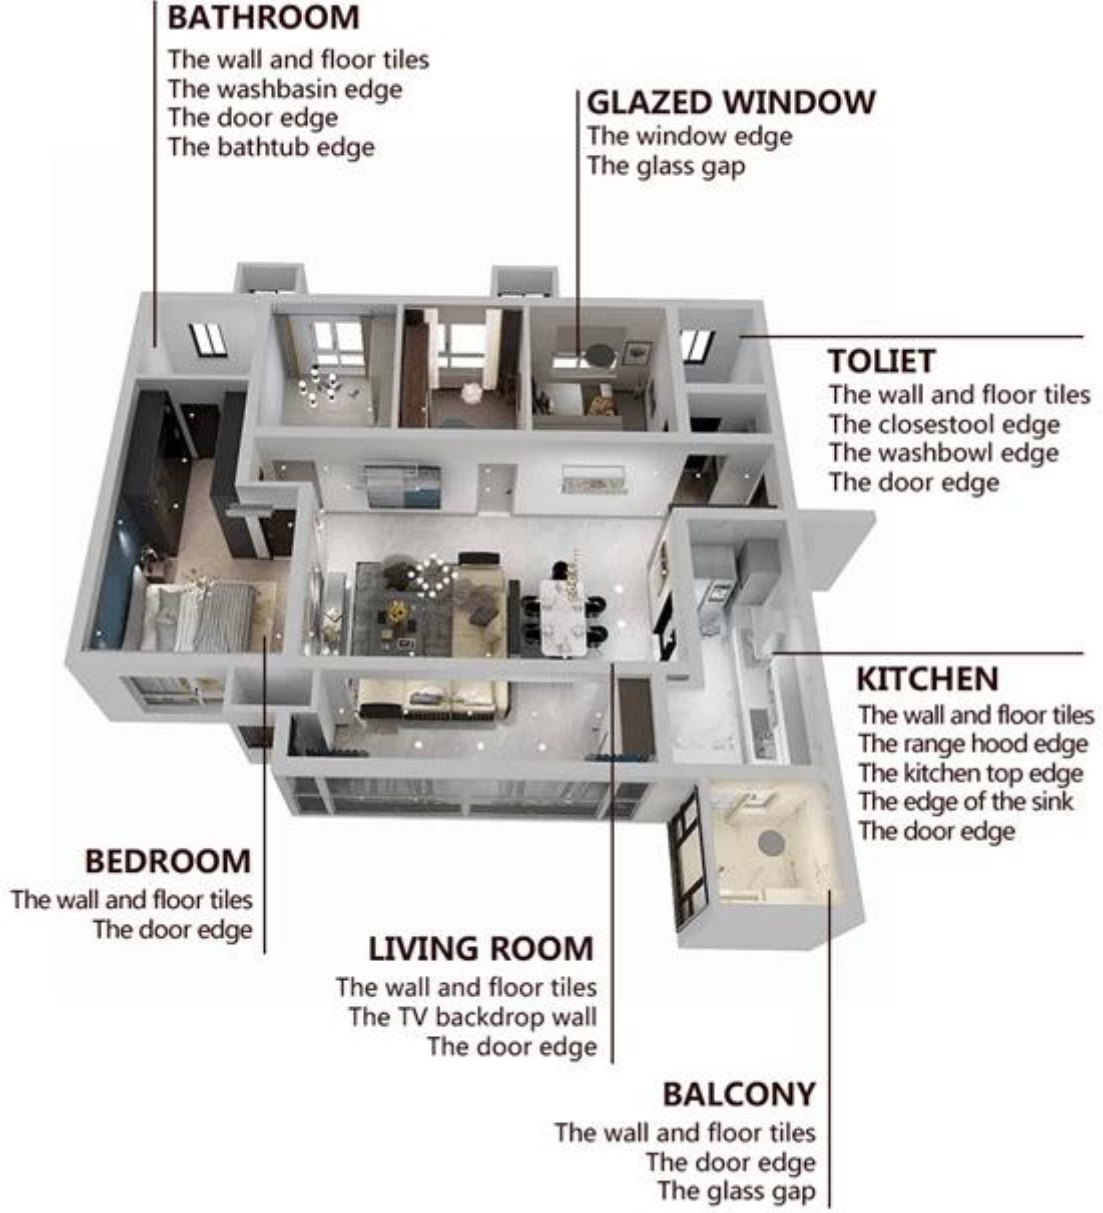 BATHROOM
The wall and floor tiles
The washbasin edge
The door edge
The bathtub edge
GLAZED WINDOW
The window edge
The glass gap
TOLIET
The wall and floor tiles
The closestool edge
The washbowl edge
The door edge
KITCHEN
The wall and floor tiles
The range hood edge
The kitchen top edge
The edge of the sink
The door edge
BEDROOM
The wall and floor tiles
The door edge
LIVING ROOM
The wall and floor tiles
The TV backdrop wall
The door edge
BALCONY
The wall and floor tiles
The door edge
The glass gap